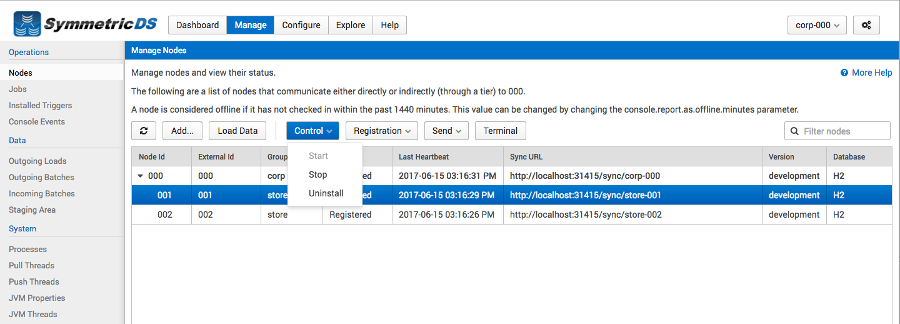 SymmetricDS
Dashboard Manage Configure Explore Help corp-000
Operations
Nodes
Jobs
Installed Triggers
Console Events
Data
Outgoing Loads
Outgoing Batches
Incoming Batches
Staging Area
System
Processes
Pull Threads
Push Threads
JVM Properties
JVM Threads
Manage Nodes
Manage nodes and view their status. More Help
The following are a list of nodes that communicate either directly or indirectly (through a tier) to 000.
A node is considered offline if it has not checked in within the past 1440 minutes. This value can be changed by changing the console.report.as.offline.minutes parameter.
Add... Load Data Control Registration Send Terminal Filter nodes
Start
Stop
Uninstall
Node Id External Id Group Last Heartbeat Sync URL Version Database
000 000 corp ed 2017-06-15 03:16:31 PM http://localhost:31415/sync/corp-000 development H2
001 001 store ed 2017-06-15 03:16:29 PM http://localhost:31415/sync/store-001 development H2
002 002 store Registered 2017-06-15 03:16:26 PM http://localhost:31415/sync/store-002 development H2